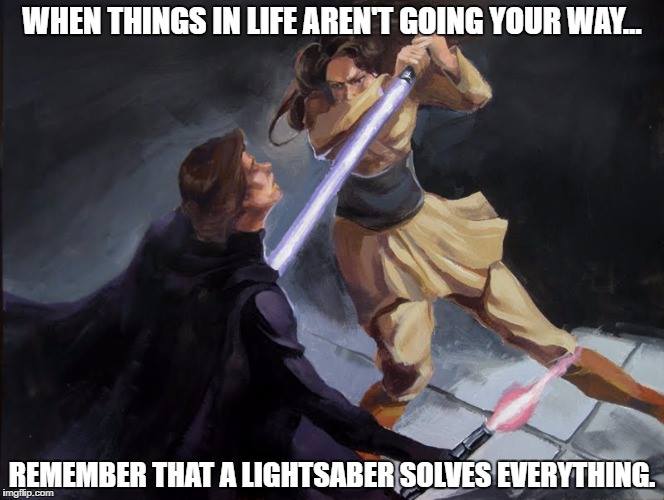 WHEN THINGS IN LIFE AREN'T GOING YOUR WAY...
REMEMBER THAT A LIGHTSABER SOLVES EVERYTHING.
imgflip.com